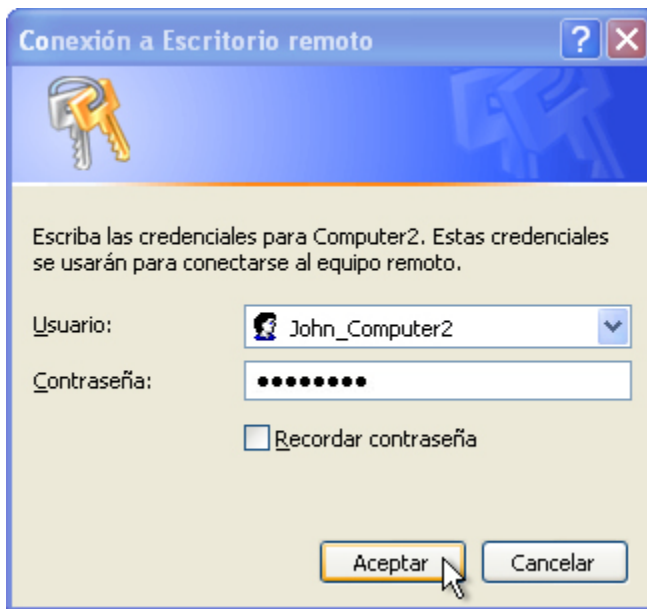 Conexión a Escritorio remoto
Escriba las credenciales para Computer2. Estas credenciales
se usarán para conectarse al equipo remoto.
Usuario: John_Computer2
Contraseña: ••••••••
Recordar contraseña
Aceptar Cancelar